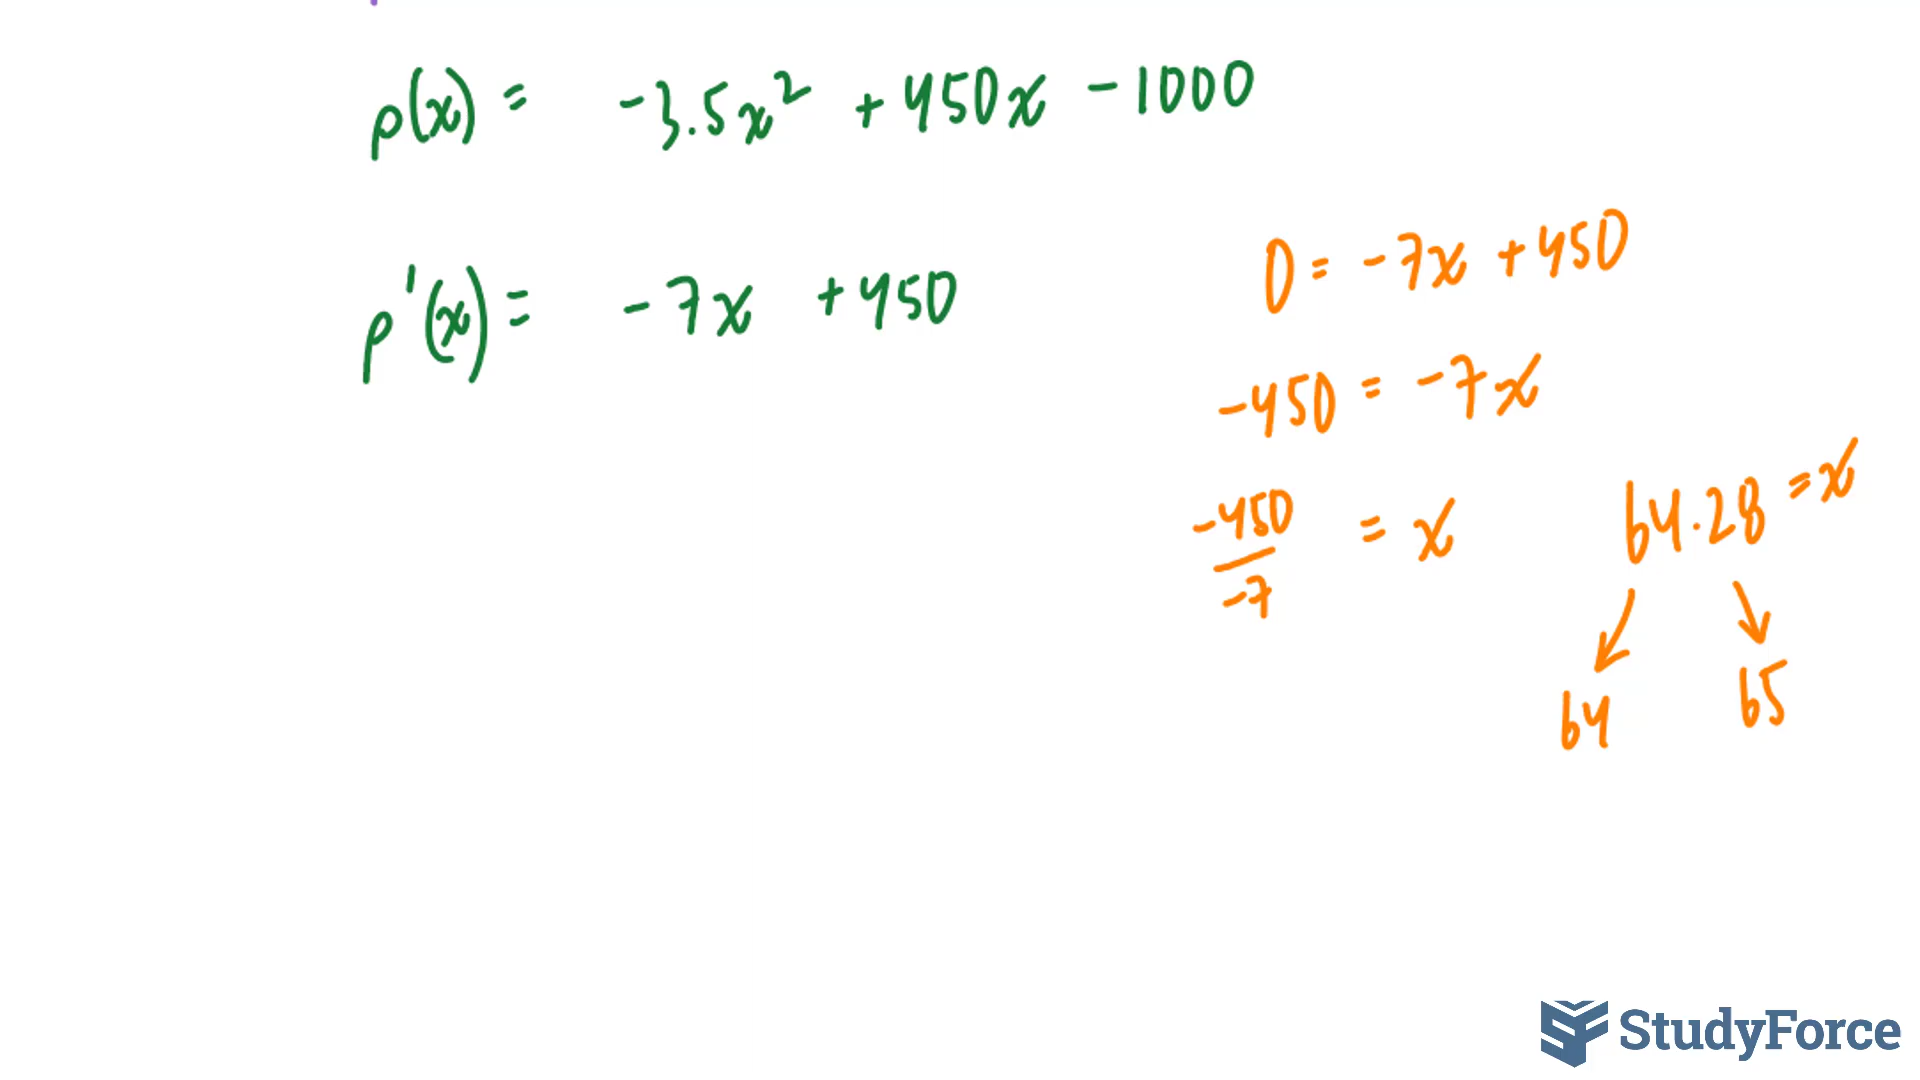 p(x) = -3.5x² + 450x - 1000
p'(x) = -7x + 450
0 = -7x + 450
-450 = -7x
-450/-7 = x
64.28 = x
64
65
StudyForce